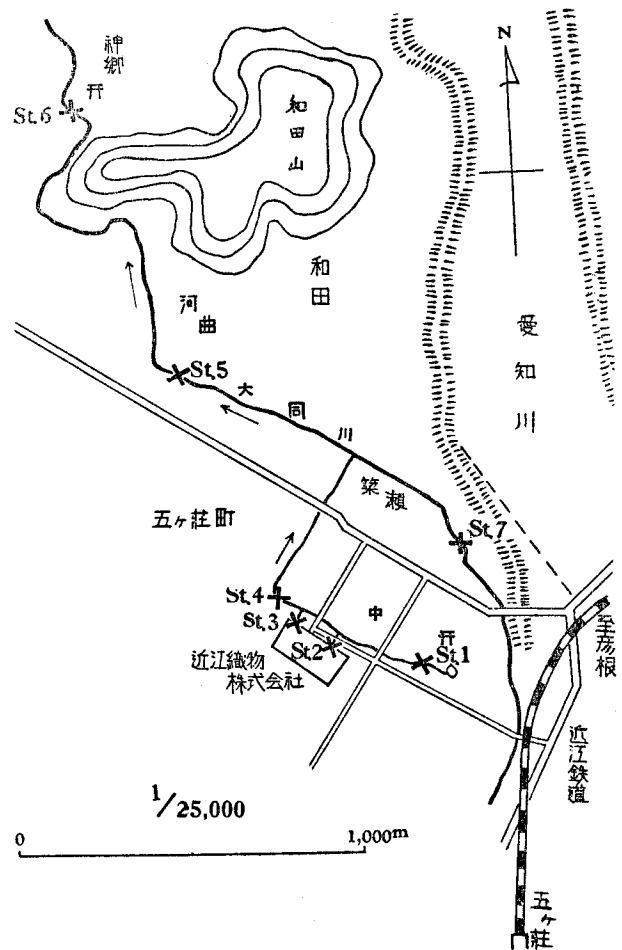 神郷
St.6
和田山
N
和田
河曲
愛知川
St.5
大同川
簗瀬
五ヶ荘町
St.7
St.4
中
St.3
St.2
St.1
近江織物
株式会社
至彦根
近江鉄道
1/25,000
0
1,000m
五ヶ荘